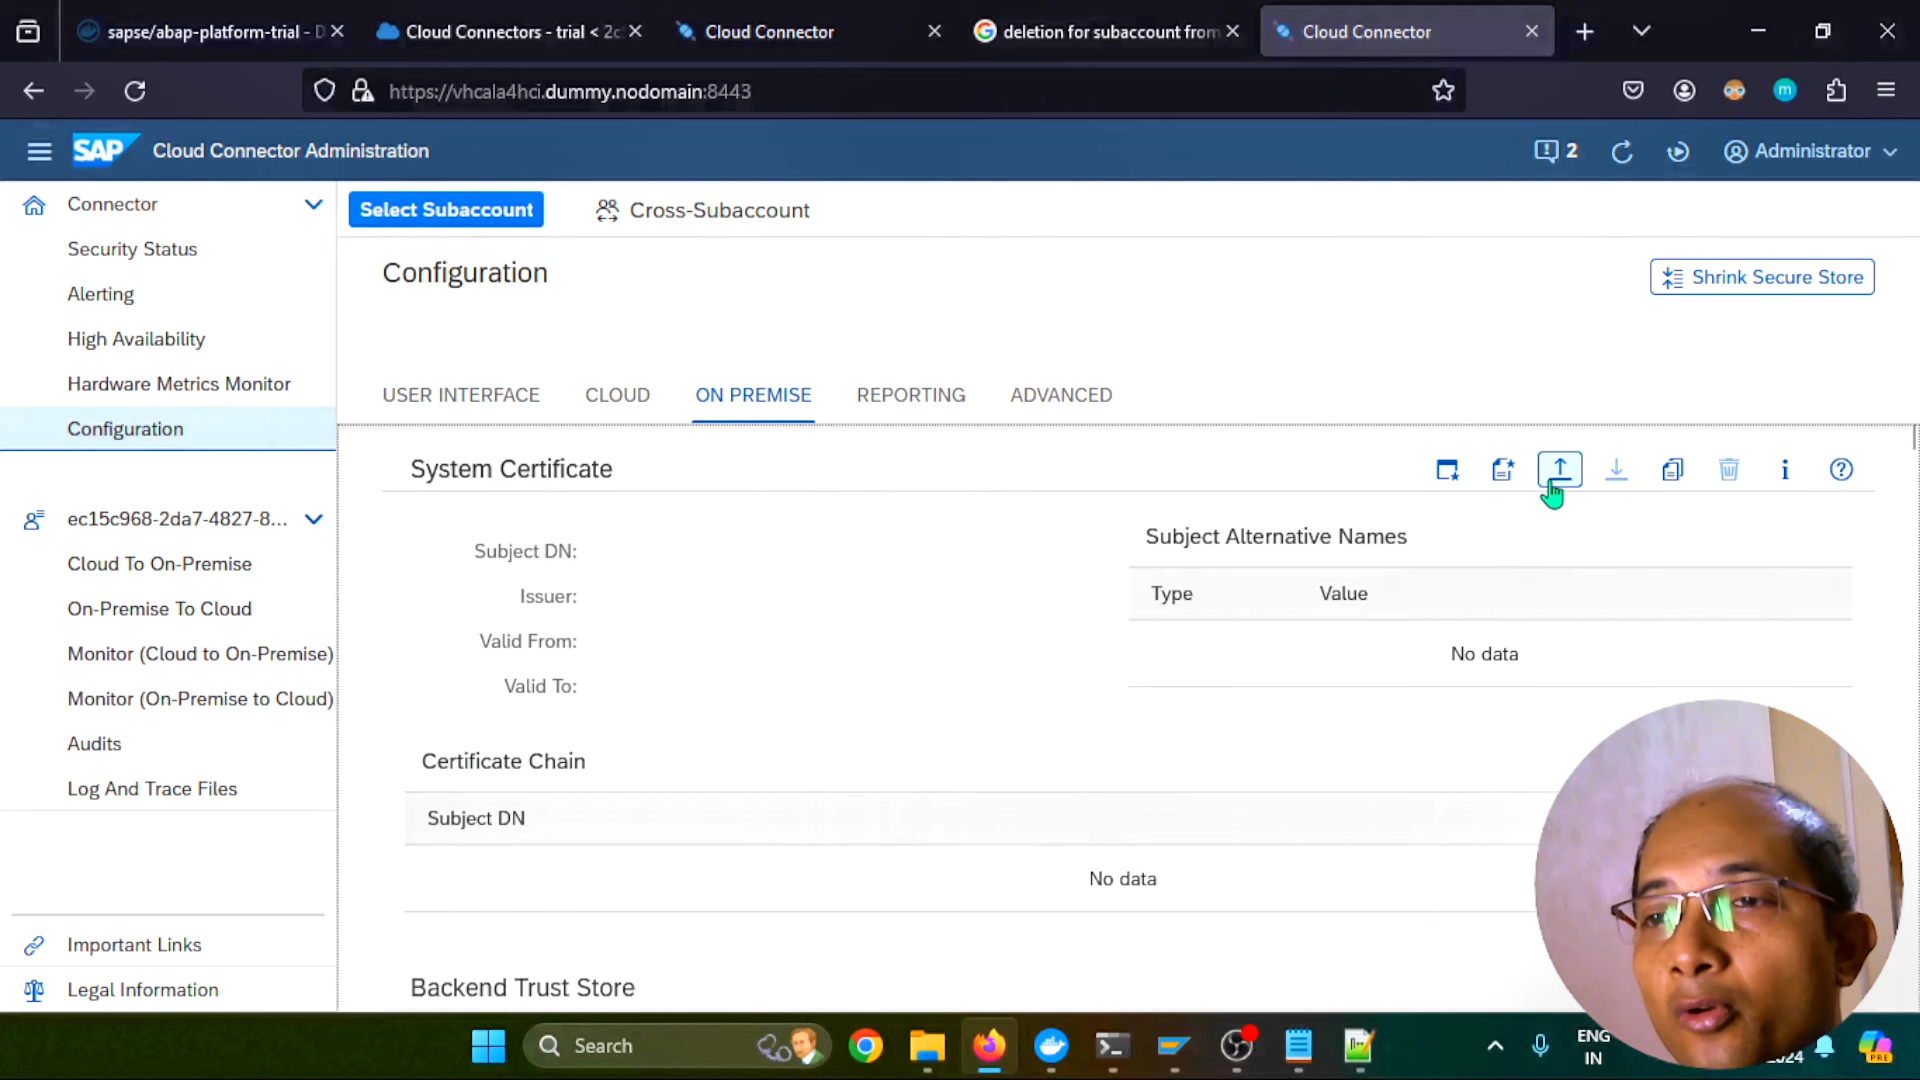 sapse/abap-platform-trial - D
Cloud Connectors - trial < 2c
Cloud Connector
deletion for subaccount from
Cloud Connector
https://vhcala4hci.dummy.nodomain:8443
m
SAP
Cloud Connector Administration
2
Administrator
Connector
Security Status
Alerting
High Availability
Hardware Metrics Monitor
Configuration
ec15c968-2da7-4827-8...
Cloud To On-Premise
On-Premise To Cloud
Monitor (Cloud to On-Premise)
Monitor (On-Premise to Cloud)
Audits
Log And Trace Files
Important Links
Legal Information
Select Subaccount
Cross-Subaccount
Configuration
Shrink Secure Store
USER INTERFACE
CLOUD
ON PREMISE
REPORTING
ADVANCED
System Certificate
Subject DN:
Issuer:
Valid From:
Valid To:
Subject Alternative Names
Type Value
No data
Certificate Chain
Subject DN
No data
Backend Trust Store
Search
ENG
IN
2024
PRE